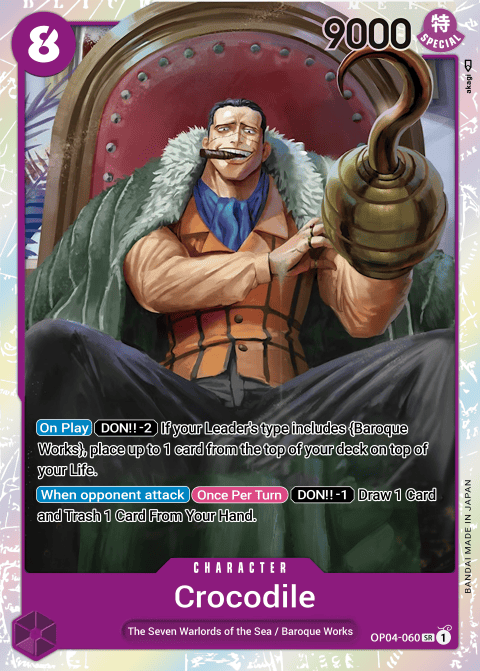 8
9000
特
SPECIAL
akagi
On Play DON!! -2 If your Leader's type includes {Baroque
Works}, place up to 1 card from the top of your deck on top of
your Life.
When opponent attack Once Per Turn DON!! -1 Draw 1 Card
and Trash 1 Card From Your Hand.
BANDAI MADE IN JAPAN
CHARACTER
Crocodile
The Seven Warlords of the Sea / Baroque Works
OP04-060 SR 1